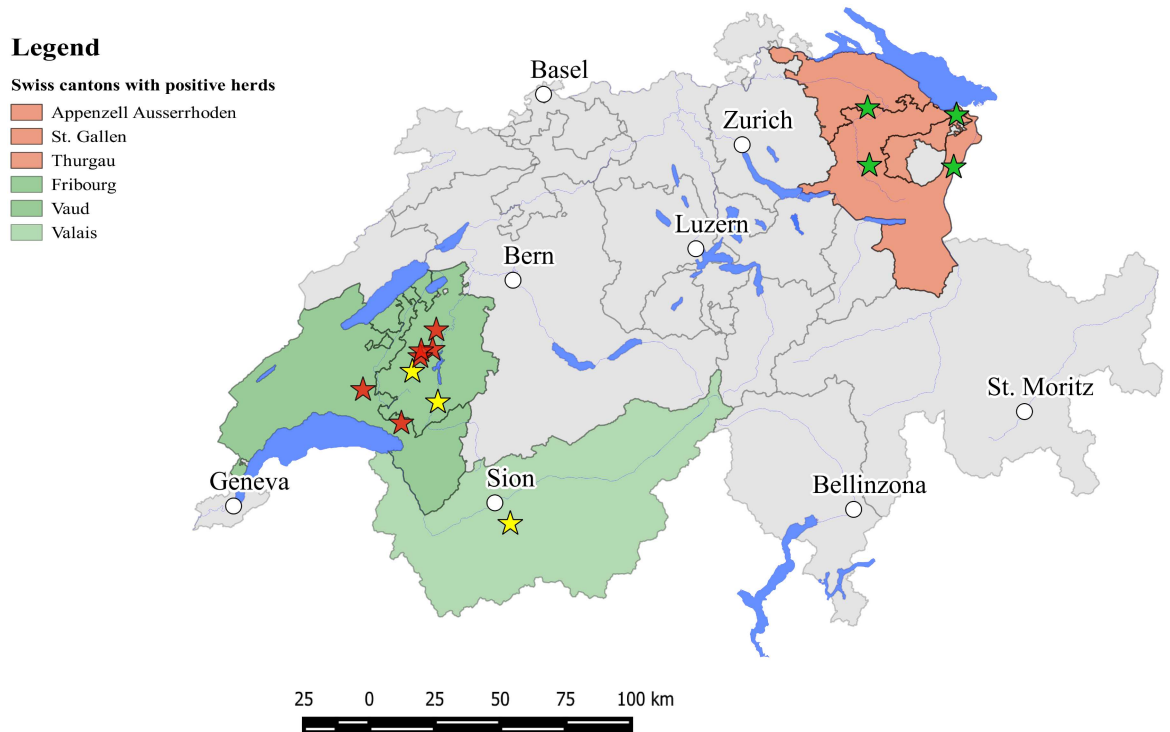 Legend
Swiss cantons with positive herds
Appenzell Ausserrhoden
St. Gallen
Thurgau
Fribourg
Vaud
Valais
Basel
Zurich
Luzern
Bern
St. Moritz
Sion
Geneva
Bellinzona
25 0 25 50 75 100 km